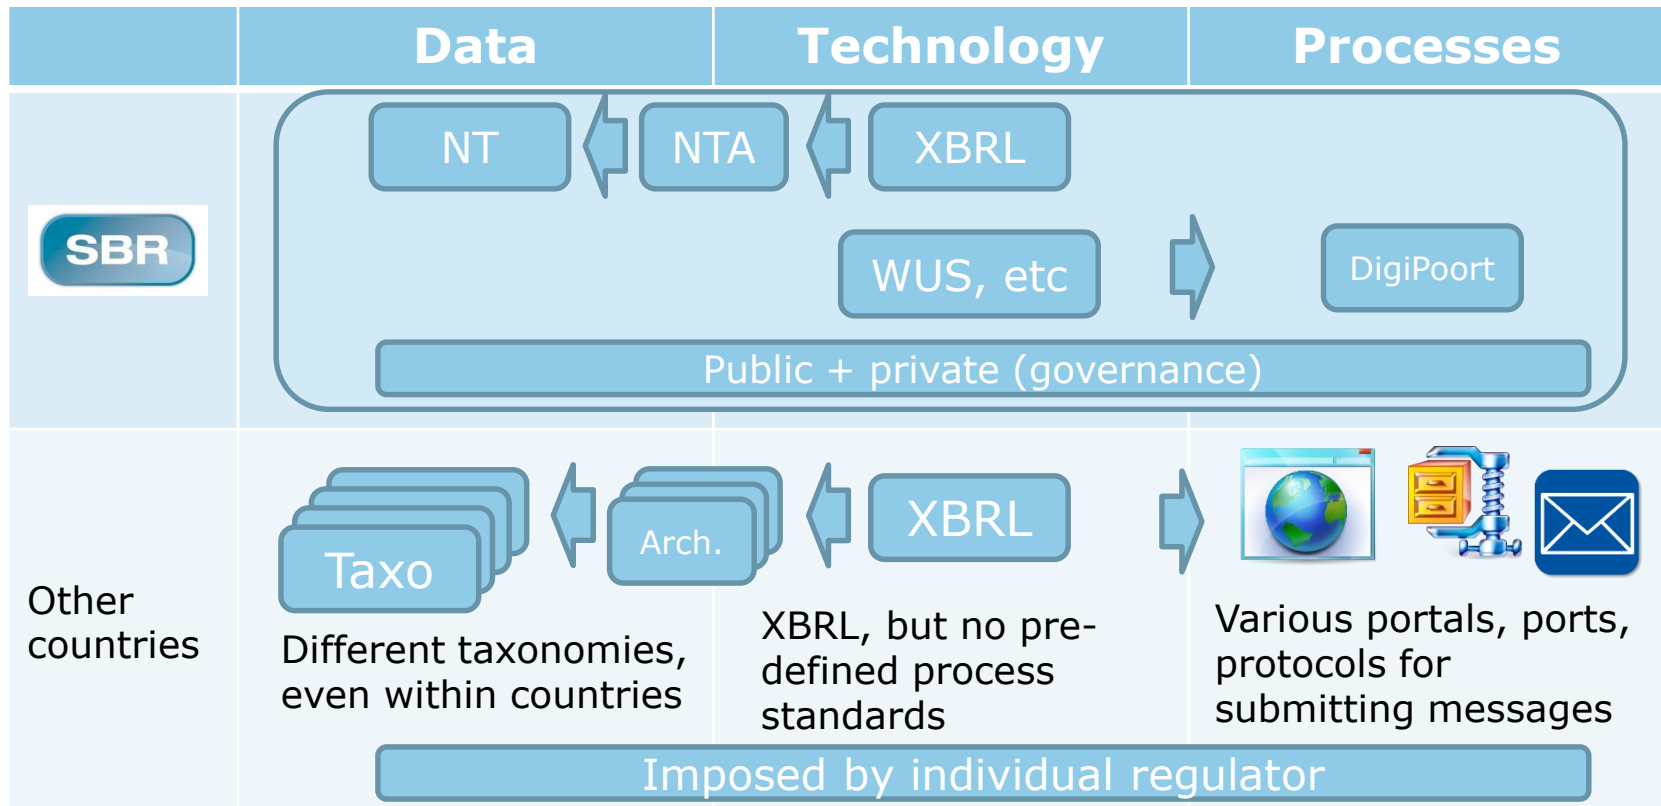 Data
Technology
Processes
SBR
NT
NTA
XBRL
WUS, etc
DigiPoort
Public + private (governance)
Other
countries
Taxo
Arch.
XBRL
Different taxonomies,
even within countries
XBRL, but no pre-
defined process
standards
Various portals, ports,
protocols for
submitting messages
Imposed by individual regulator